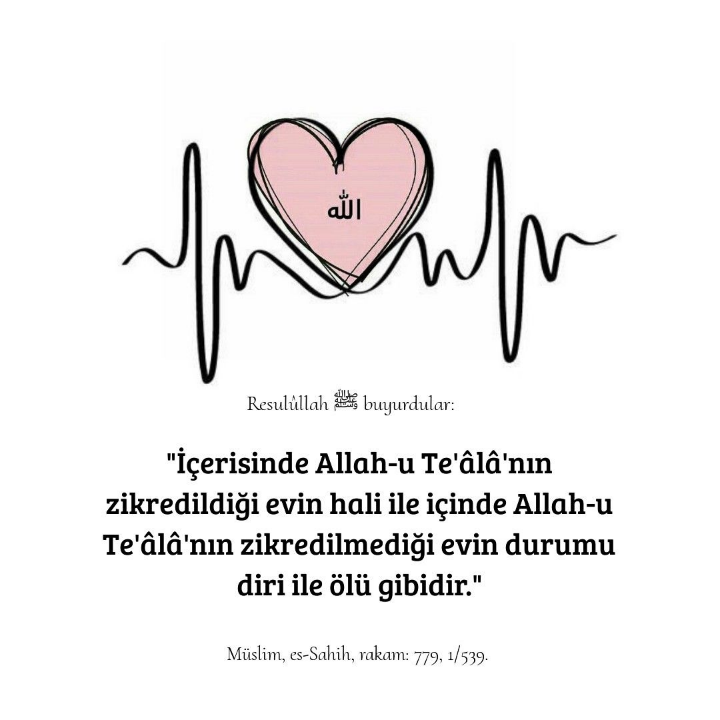 الله
Resulûllah ﷺ buyurdular:
"İçerisinde Allah-u Te'âlâ'nın
zikredildiği evin hali ile içinde Allah-u
Te'âlâ'nın zikredilmediği evin durumu
diri ile ölü gibidir."
Müslim, es-Sahih, rakam: 779, 1/539.